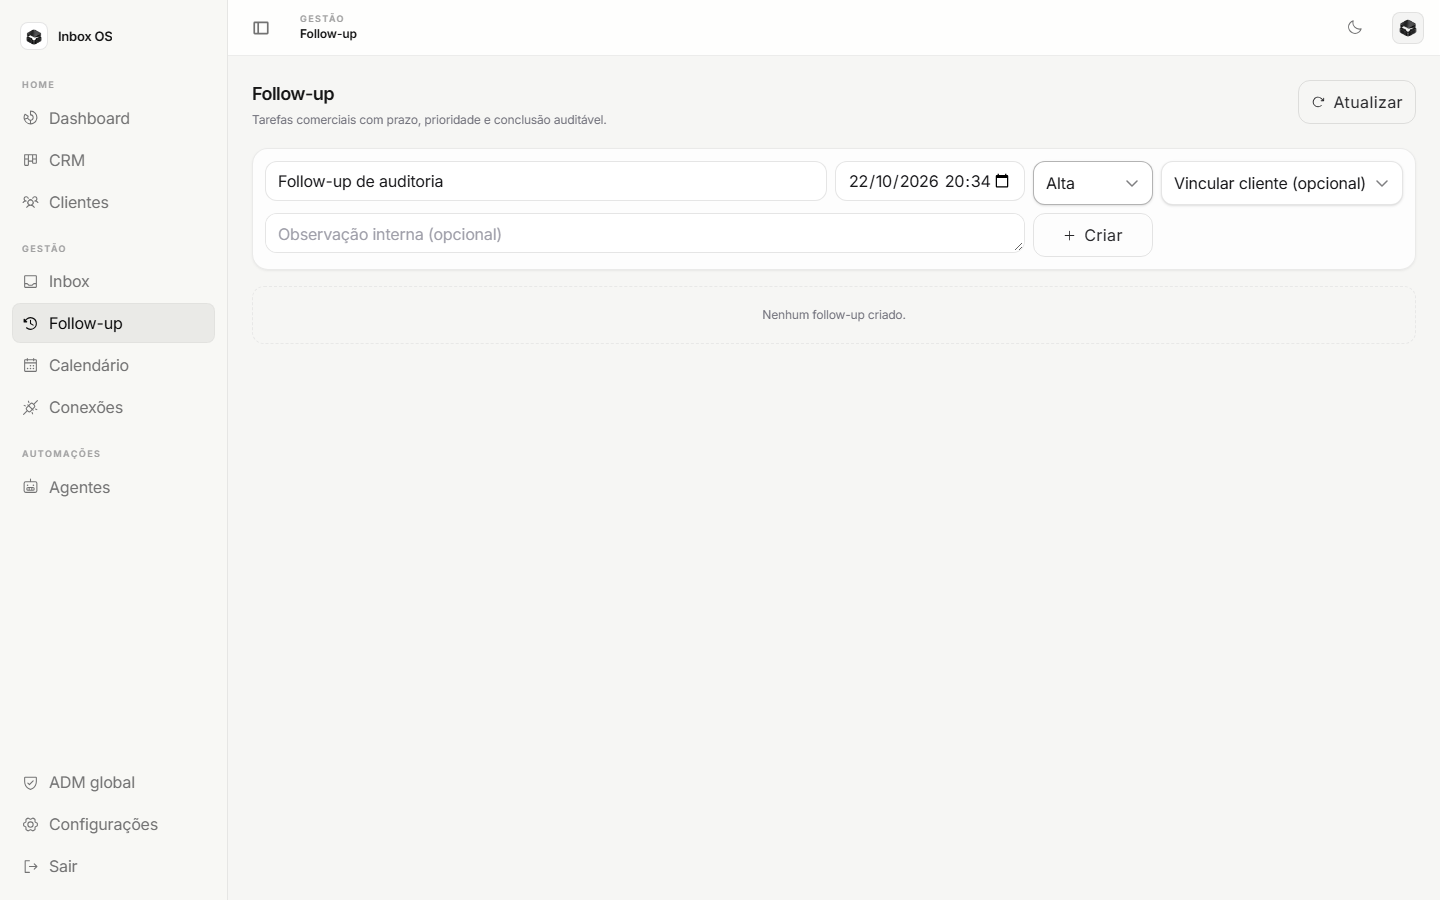 Inbox OS
HOME
Dashboard
CRM
Clientes
GESTÃO
Inbox
Follow-up
Calendário
Conexões
AUTOMAÇÕES
Agentes
ADM global
Configurações
Sair
GESTÃO
Follow-up
Follow-up
Tarefas comerciais com prazo, prioridade e conclusão auditável.
Atualizar
Follow-up de auditoria
22/10/2026 20:34
Alta
Vincular cliente (opcional)
Observação interna (opcional)
+ Criar
Nenhum follow-up criado.